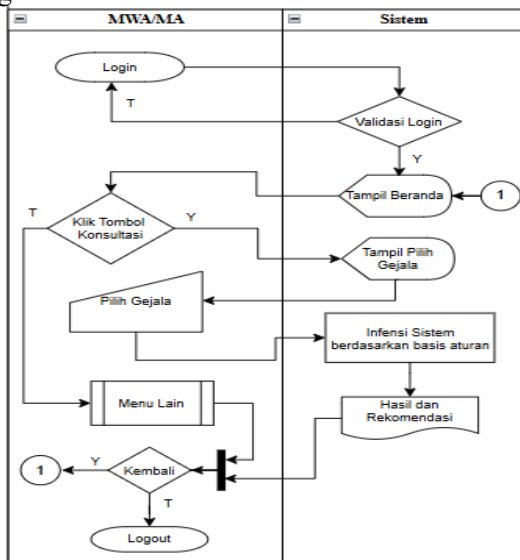 MWA/MA
Sistem
Login
T
Validasi Login
Y
Tampil Beranda
1
T
Klik Tombol
Konsultasi
Y
Tampil Pilih
Gejala
Pilih Gejala
Infensi Sistem
berdasarkan basis aturan
Menu Lain
Hasil dan
Rekomendasi
1
Y
Kembali
T
Logout